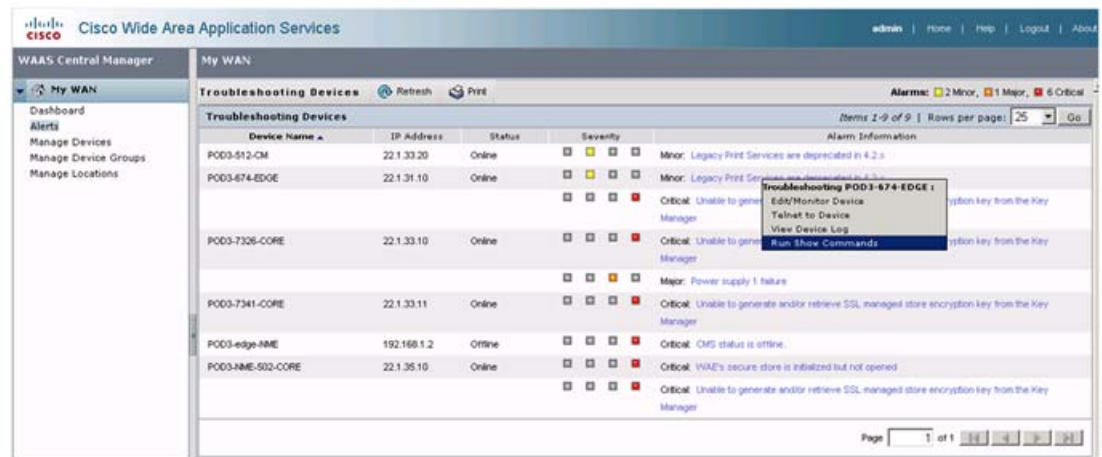 CISCO
Cisco Wide Area Application Services
admin | Home | Help | Logout | About
WAAS Central Manager
My WAN
My WAN
Dashboard
Alerts
Manage Devices
Manage Device Groups
Manage Locations
Troubleshooting Devices Refresh Print
Alarms: 2 Minor, 1 Major, 6 Critical
Troubleshooting Devices
Items 1-9 of 9 | Rows per page: 25 Go
Device Name IP Address Status Severity Alarm Information
POD3-512-CM 22.1.33.20 Online Minor: Legacy Print Services are deprecated in 4.2.x
POD3-674-EDGE 22.1.31.10 Online Minor: Legacy Print
Critical: Unable to gener yption key from the Key
Manager
Troubleshooting POD3-674-EDGE :
Edit/Monitor Device
Telnet to Device
View Device Log
Run Show Commands
POD3-7326-CORE 22.1.33.10 Online Critical: Unable to gener yption key from the Key
Manager
Major: Power supply 1 failure
POD3-7341-CORE 22.1.33.11 Online Critical: Unable to generate and/or retrieve SSL managed store encryption key from the Key
Manager
POD3-edge-NME 192.168.1.2 Offline Critical: CMS status is offline.
POD3-NME-502-CORE 22.1.35.10 Online Critical: WAE's secure store is initialized but not opened
Critical: Unable to generate and/or retrieve SSL managed store encryption key from the Key
Manager
Page 1 of 1